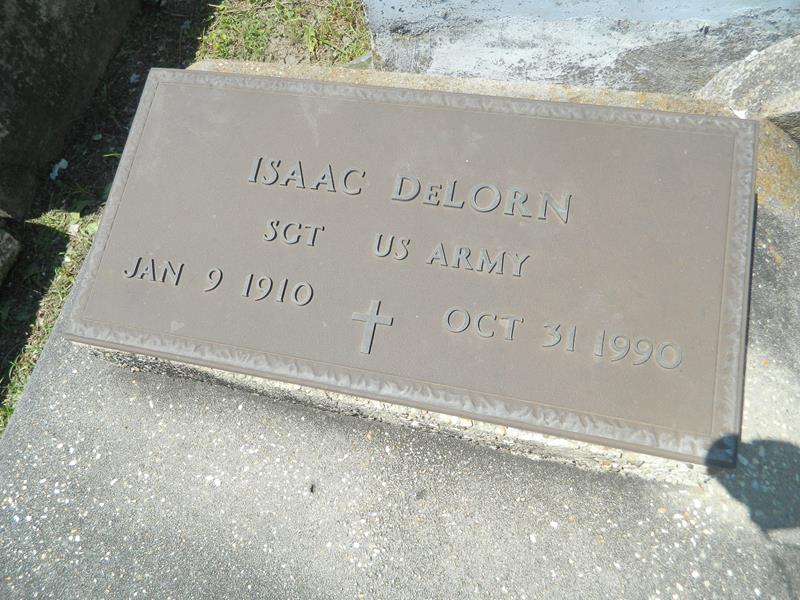 ISAAC DELORN
SGT US ARMY
JAN 9 1910 OCT 31 1990